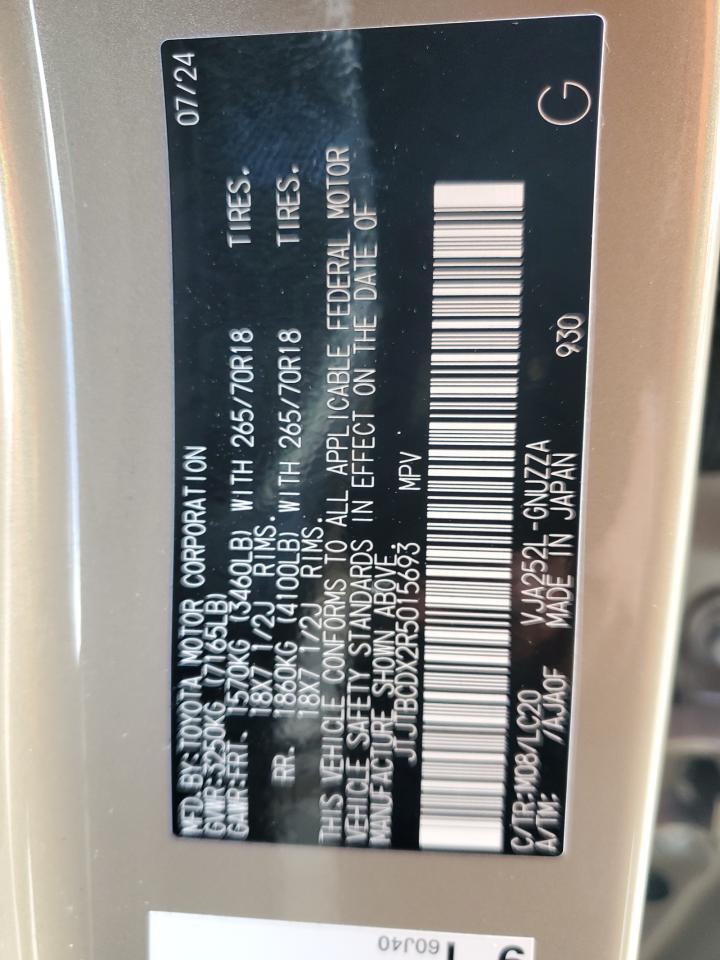 MFD.BY:TOYOTA MOTOR CORPORATION 07/24
GVWR:3250KG (7165LB)
GAWR:FRT. 1570KG (3460LB) WITH 265/70R18 TIRES.
18X7 1/2J RIMS.
RR. 1860KG (4100LB) WITH 265/70R18 TIRES.
18X7 1/2J RIMS.
THIS VEHICLE CONFORMS TO ALL APPLICABLE FEDERAL MOTOR
VEHICLE SAFETY STANDARDS IN EFFECT ON THE DATE OF
MANUFACTURE SHOWN ABOVE.
JTJTBCDX2R5015693 MPV
C/TR:M08/LC20 VJA252L-GNUZZA 930 G
A/TM: /AJA0F MADE IN JAPAN
60J40